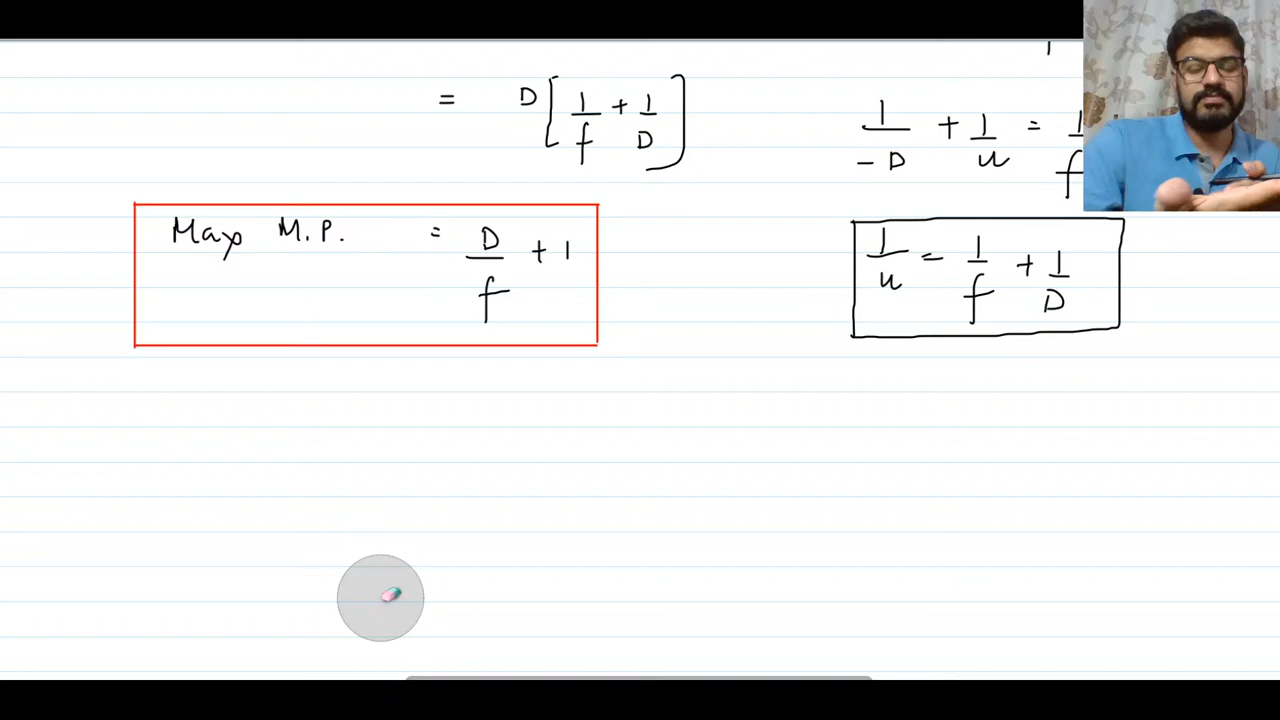 = D [ 1/f + 1/D ]
1/-D + 1/u = 1/f
Max M.P. = D/f + 1
1/u = 1/f + 1/D